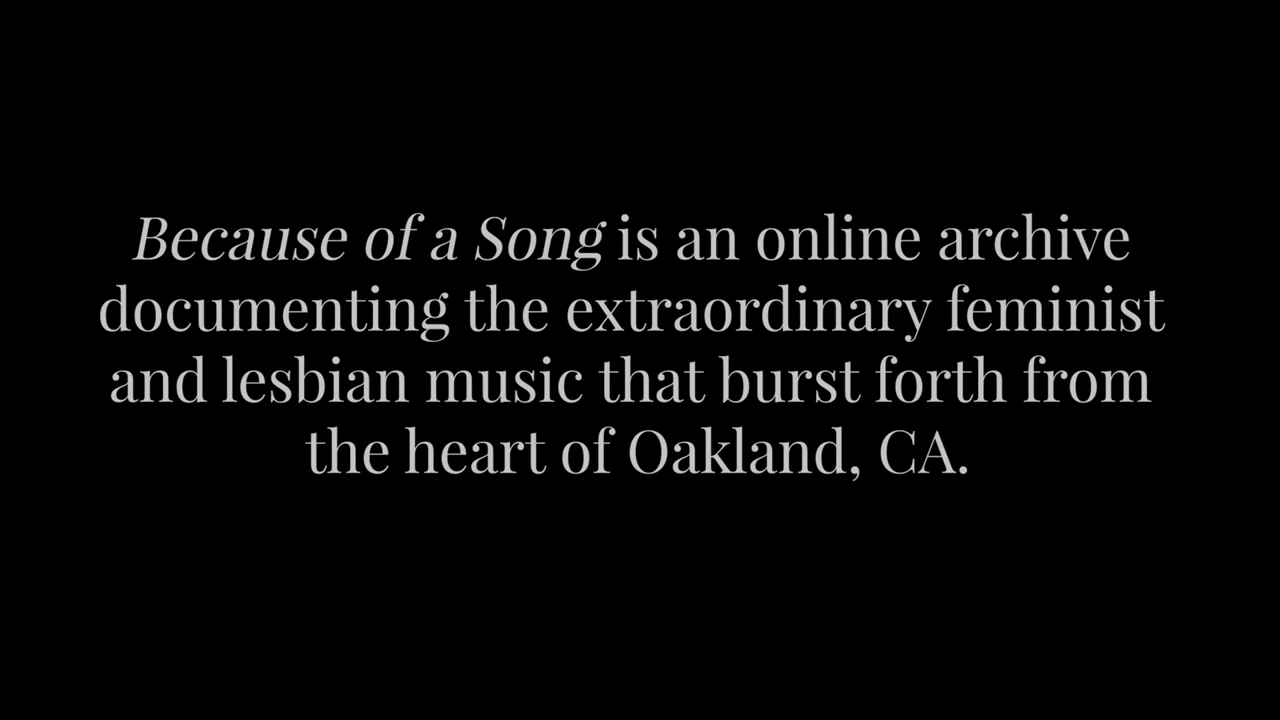 Because of a Song is an online archive
documenting the extraordinary feminist
and lesbian music that burst forth from
the heart of Oakland, CA.